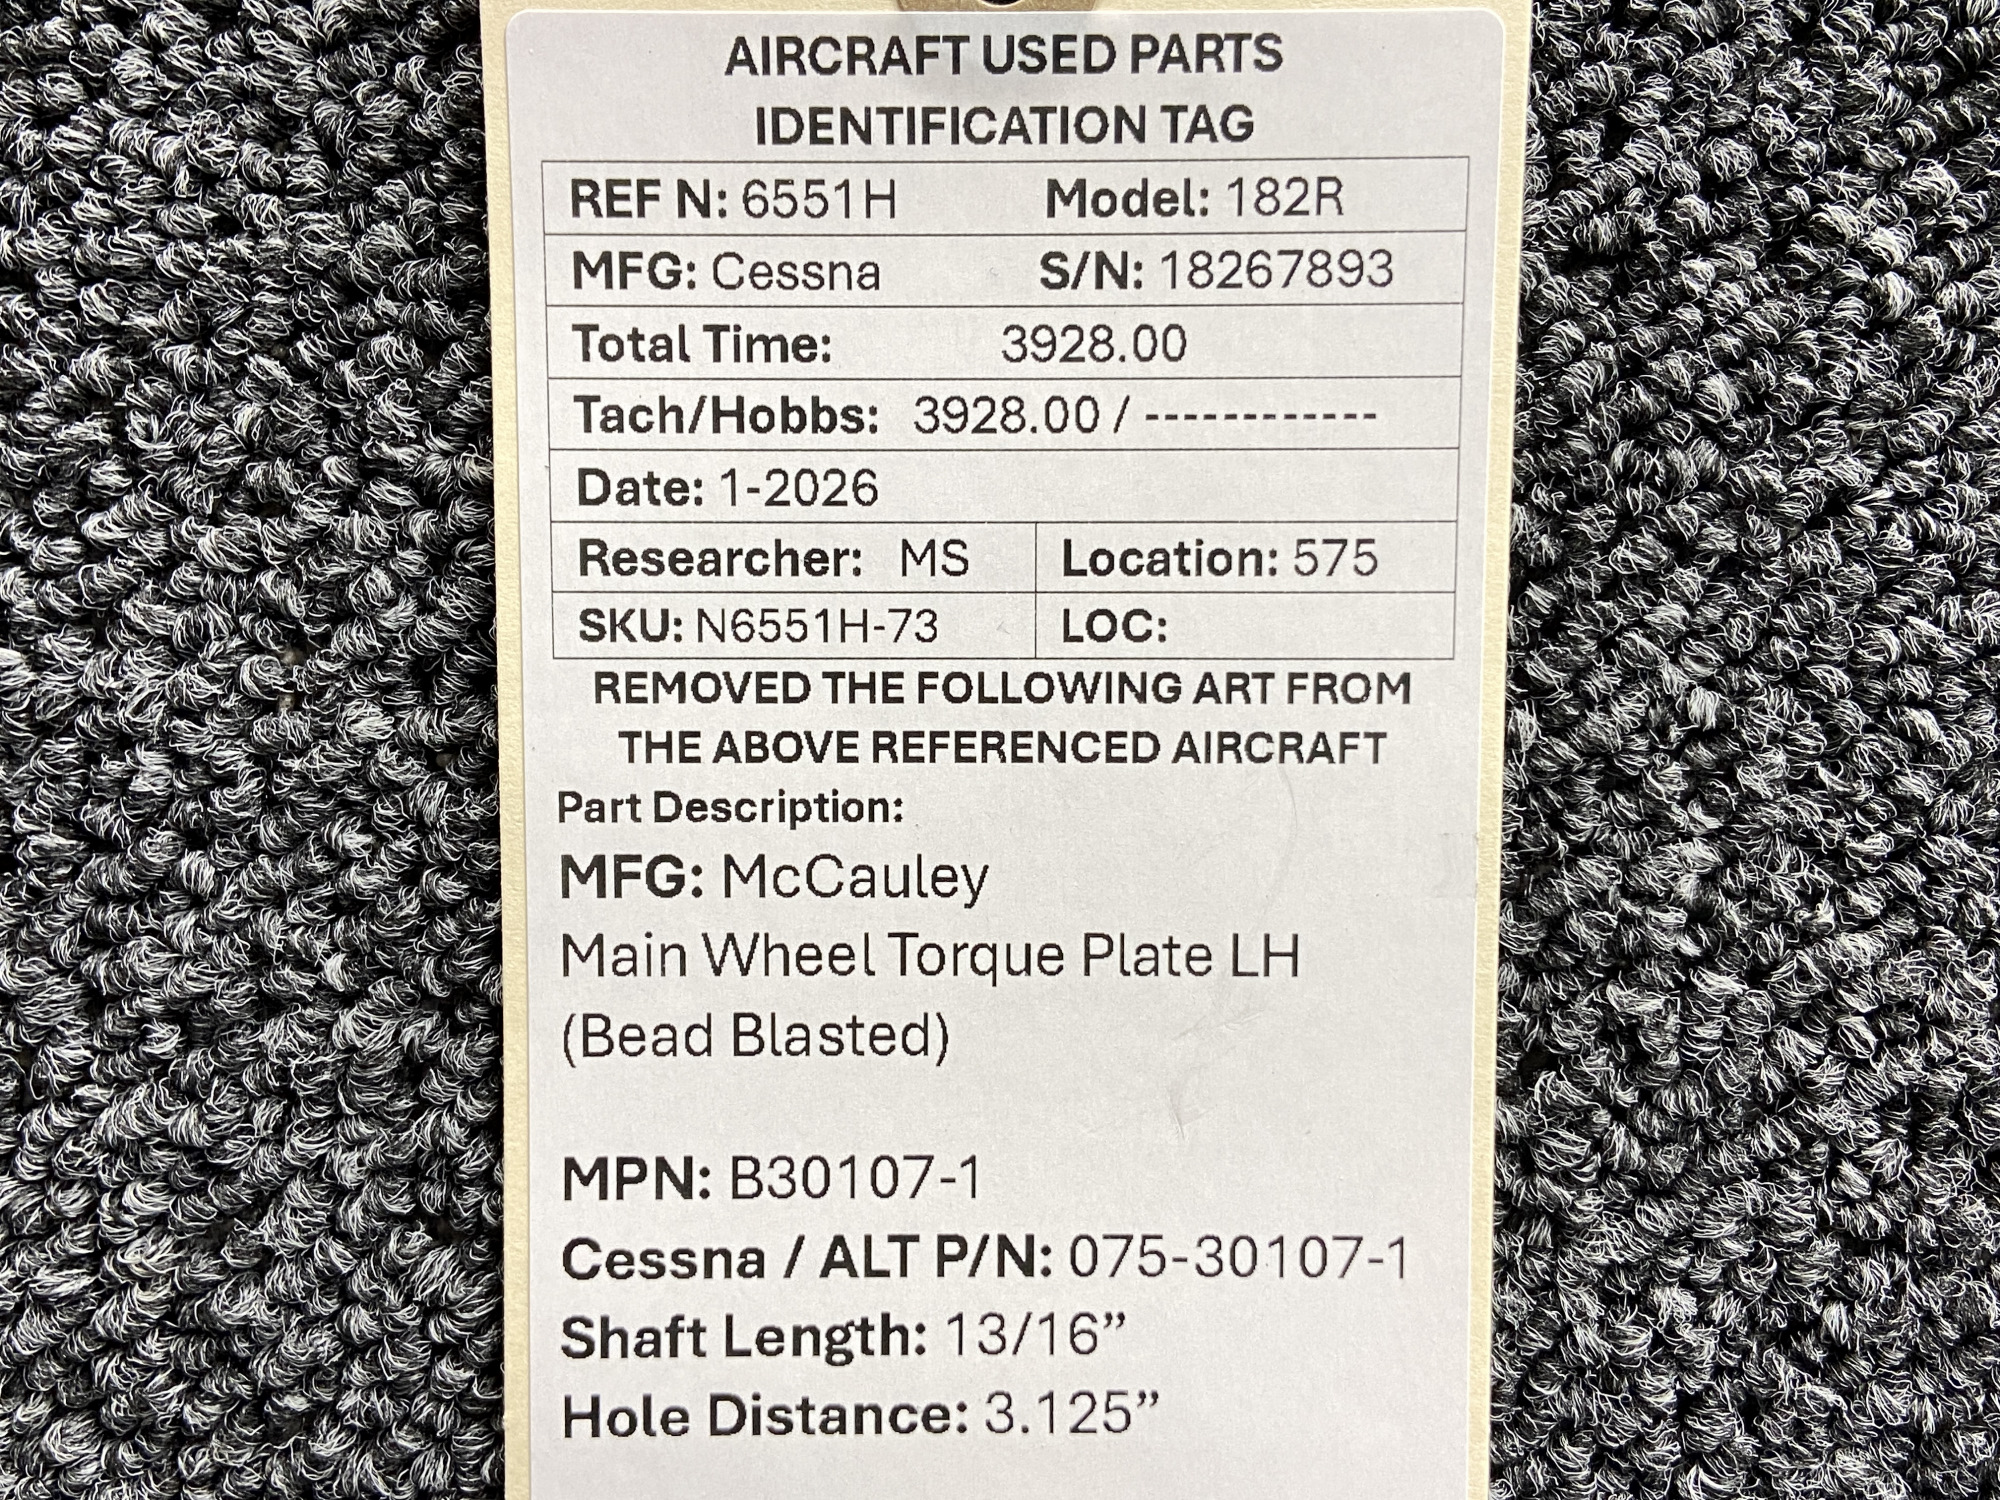 AIRCRAFT USED PARTS
IDENTIFICATION TAG
REF N: 6551H Model: 182R
MFG: Cessna S/N: 18267893
Total Time: 3928.00
Tach/Hobbs: 3928.00 / ------------
Date: 1-2026
Researcher: MS Location: 575
SKU: N6551H-73 LOC:
REMOVED THE FOLLOWING ART FROM
THE ABOVE REFERENCED AIRCRAFT
Part Description:
MFG: McCauley
Main Wheel Torque Plate LH
(Bead Blasted)
MPN: B30107-1
Cessna / ALT P/N: 075-30107-1
Shaft Length: 13/16”
Hole Distance: 3.125”